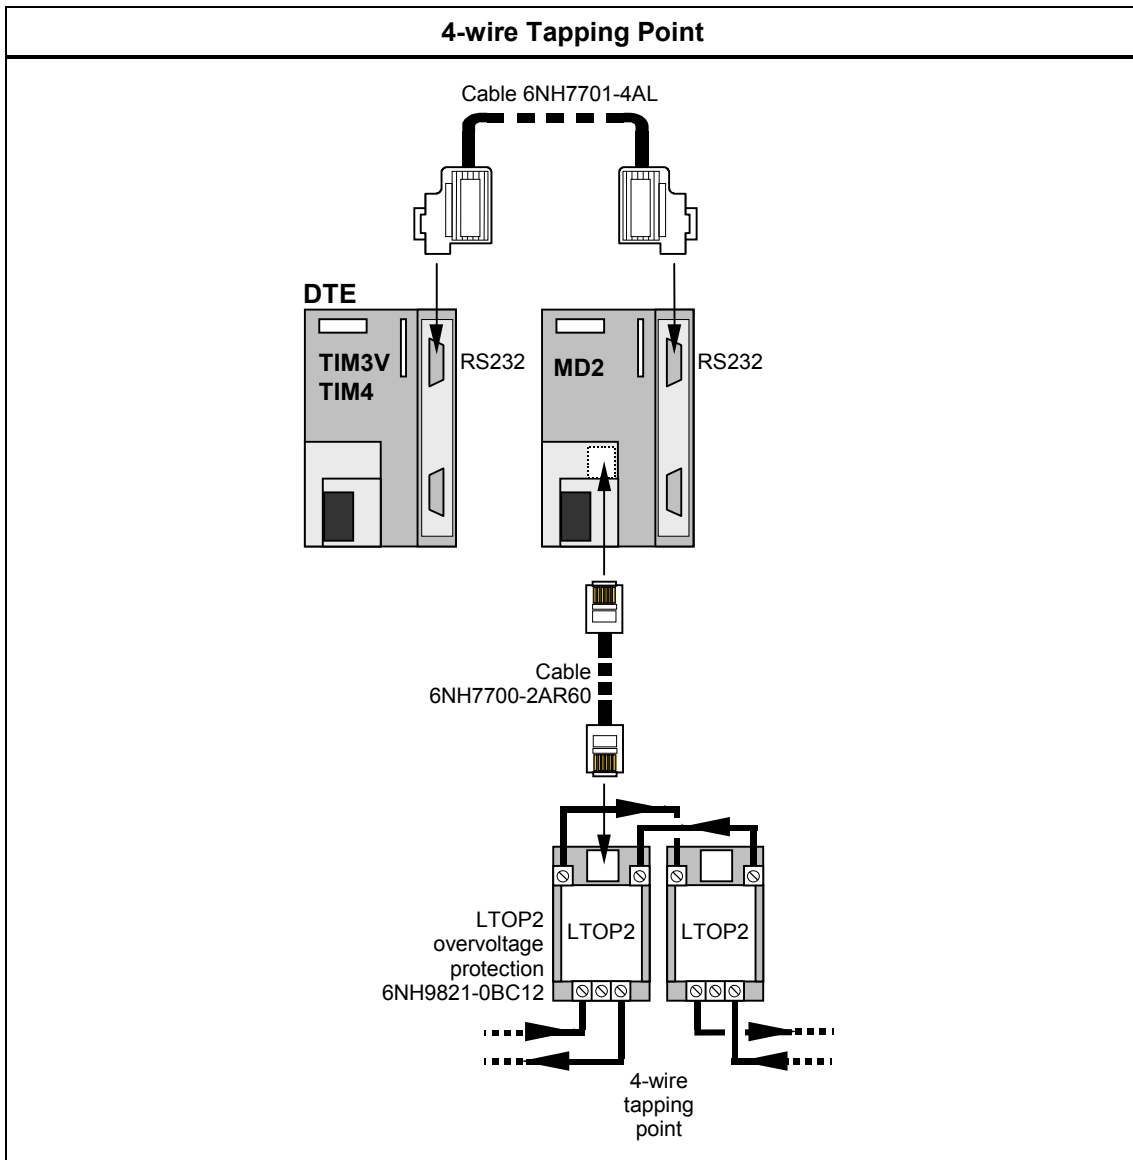 4-wire Tapping Point
Cable 6NH7701-4AL
DTE
TIM3V
TIM4
RS232
MD2
RS232
Cable
6NH7700-2AR60
LTOP2
overvoltage
protection
6NH9821-0BC12
LTOP2
LTOP2
4-wire
tapping
point